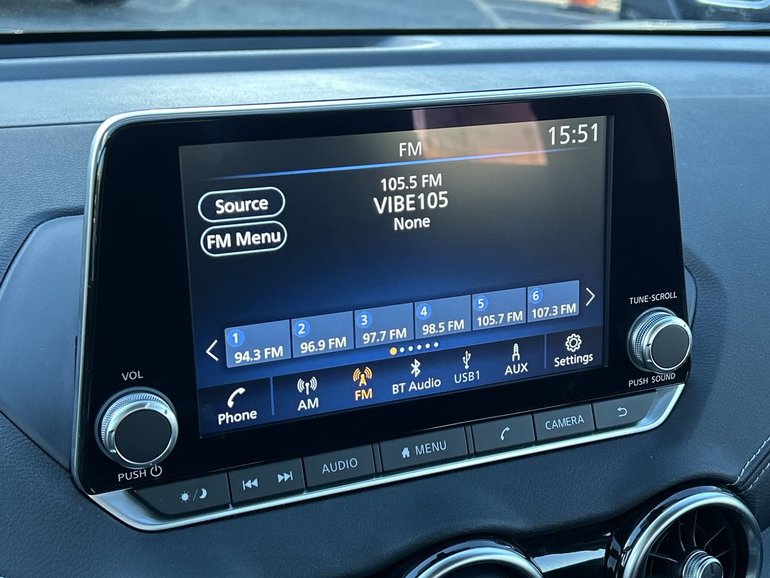 FM 15:51
105.5 FM
Source VIBE105
FM Menu None
1 2 3 4 5 6
94.3 FM 96.9 FM 97.7 FM 98.5 FM 105.7 FM 107.3 FM
Phone AM FM BT Audio USB1 AUX Settings
VOL TUNE·SCROLL
PUSH PUSH SOUND
AUDIO MENU CAMERA